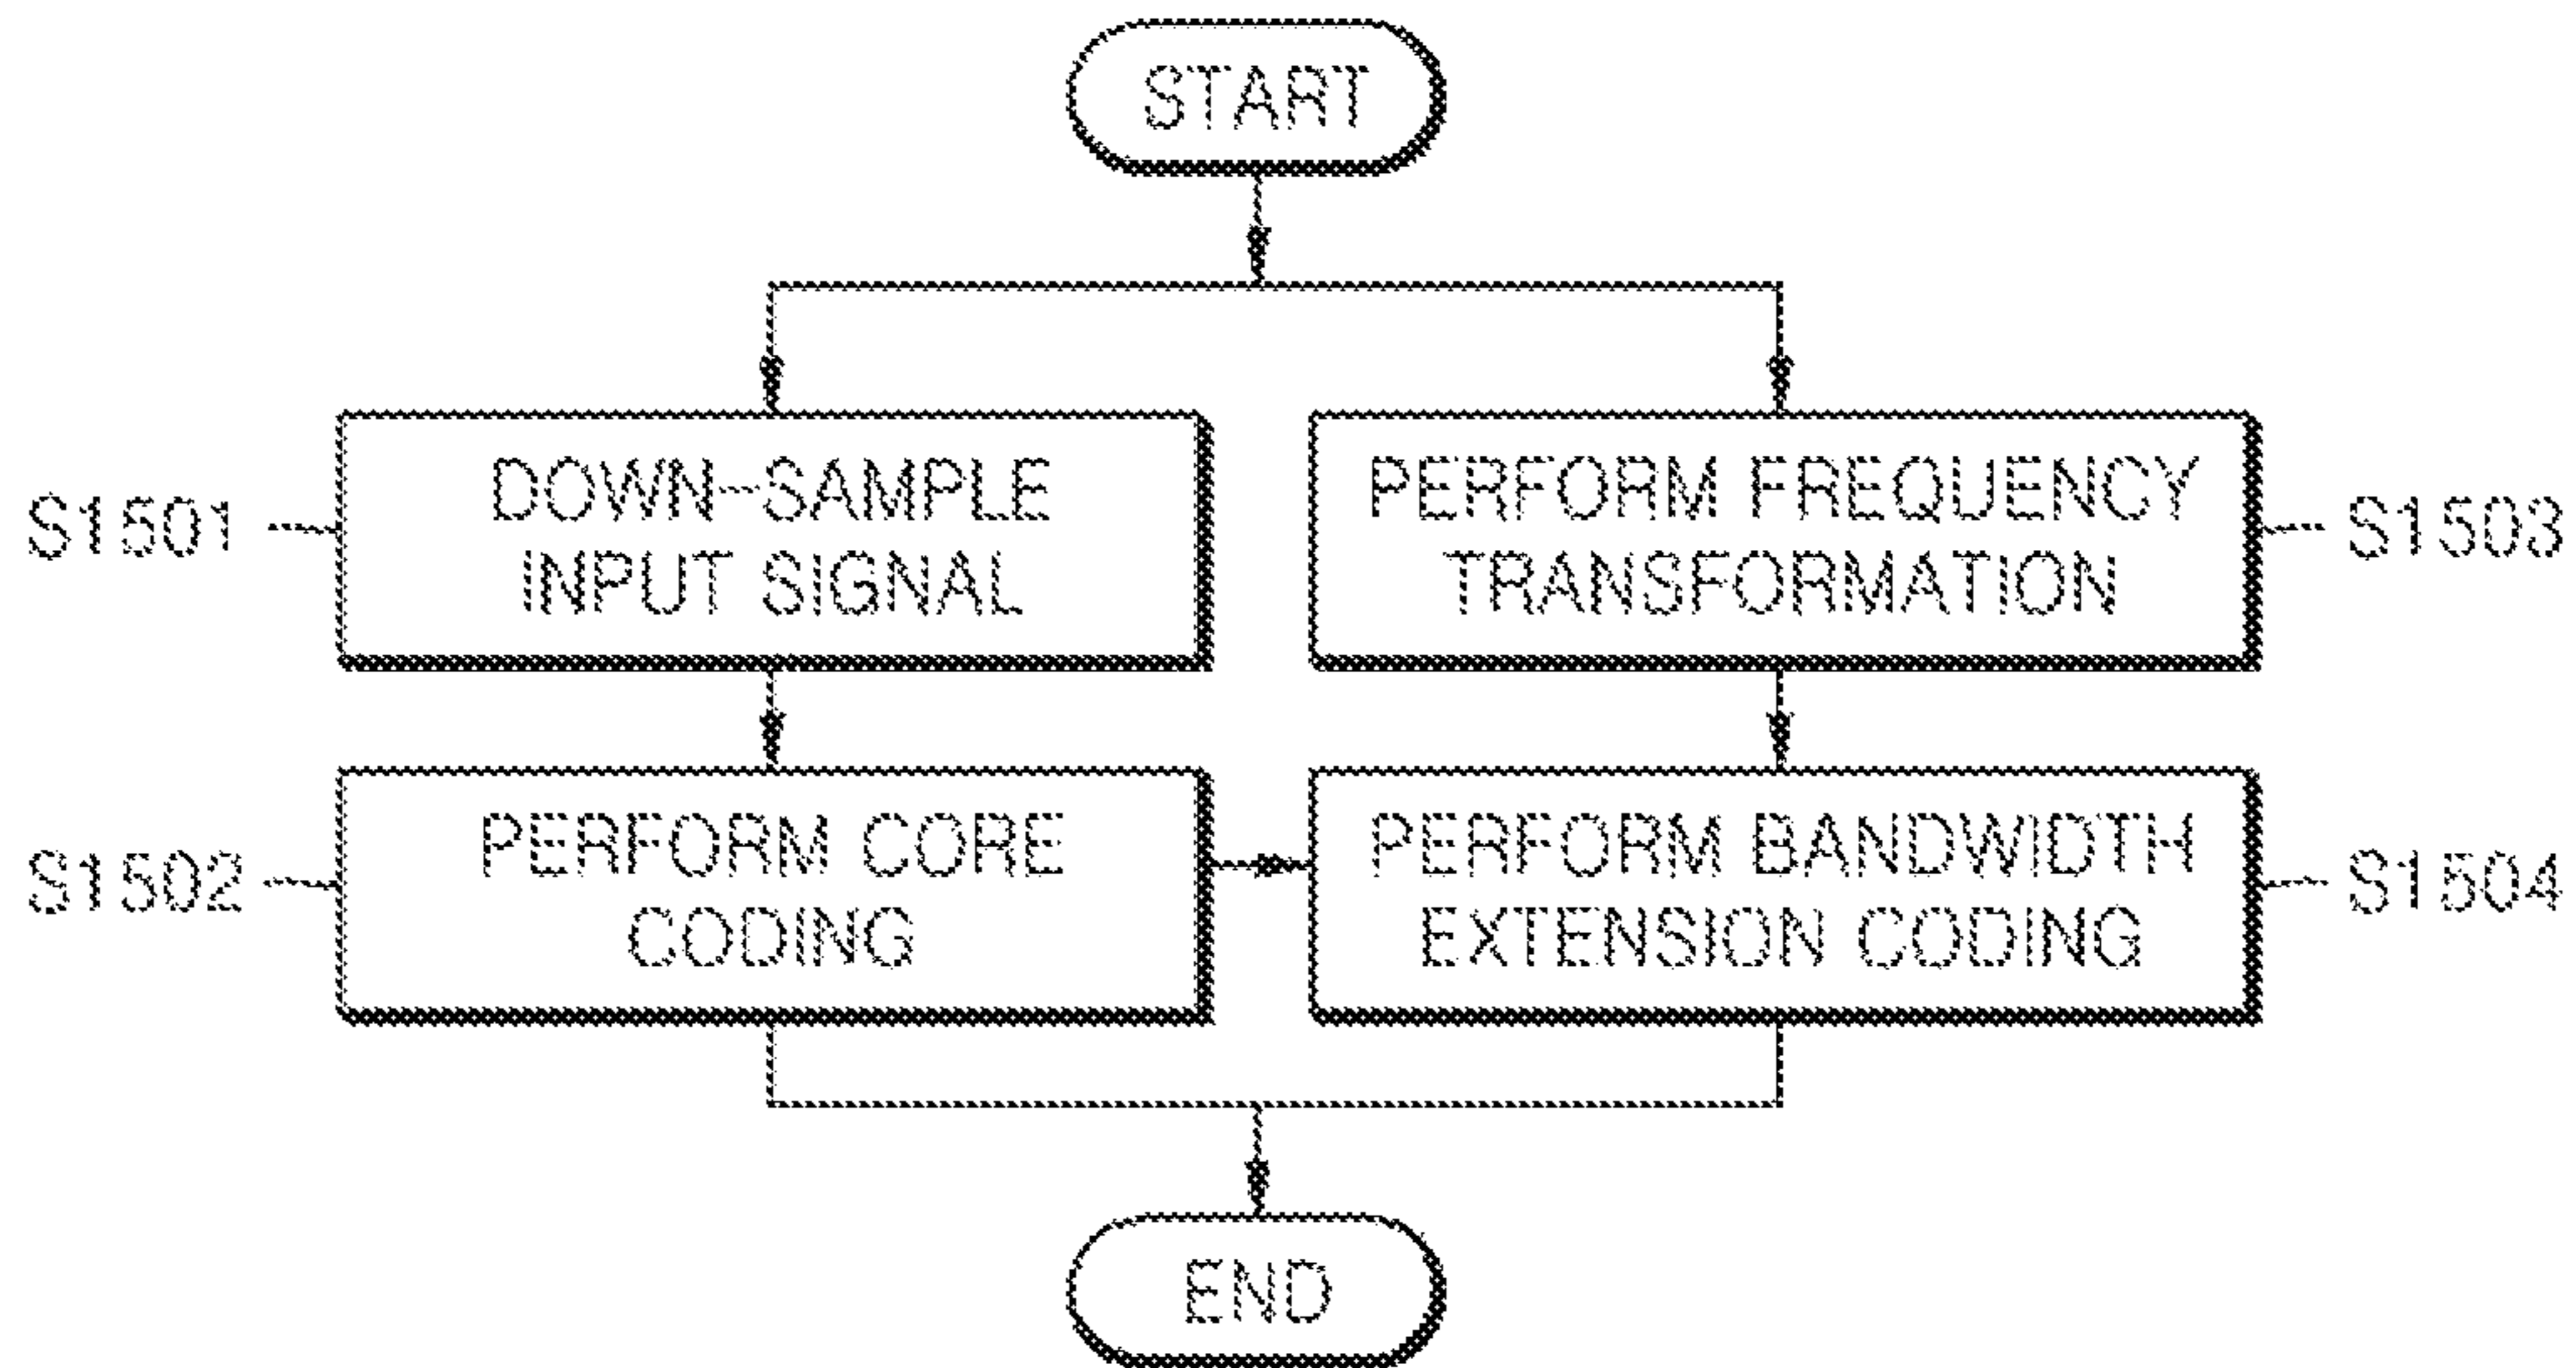 START
S1501
DOWN-SAMPLE
INPUT SIGNAL
PERFORM FREQUENCY
TRANSFORMATION
S1503
S1502
PERFORM CORE
CODING
PERFORM BANDWIDTH
EXTENSION CODING
S1504
END